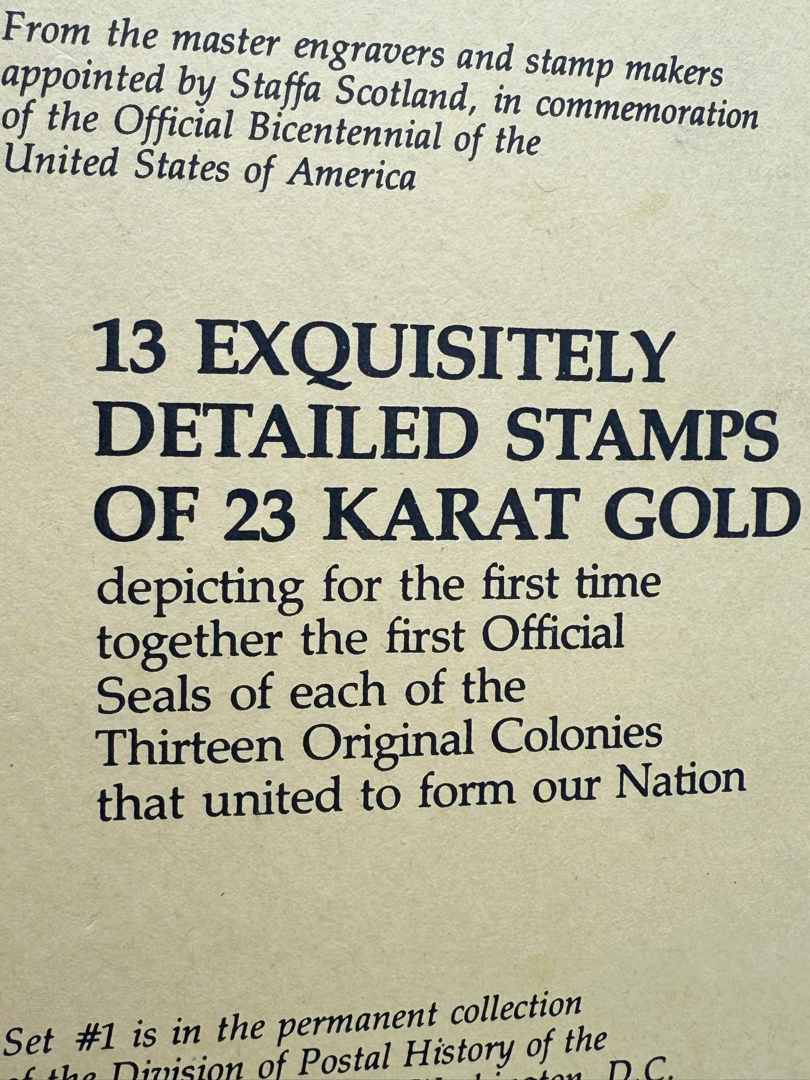 From the master engravers and stamp makers
appointed by Staffa Scotland, in commemoration
of the Official Bicentennial of the
United States of America
13 EXQUISITELY
DETAILED STAMPS
OF 23 KARAT GOLD
depicting for the first time
together the first Official
Seals of each of the
Thirteen Original Colonies
that united to form our Nation
Set #1 is in the permanent collection
of the Division of Postal History of the
D.C.